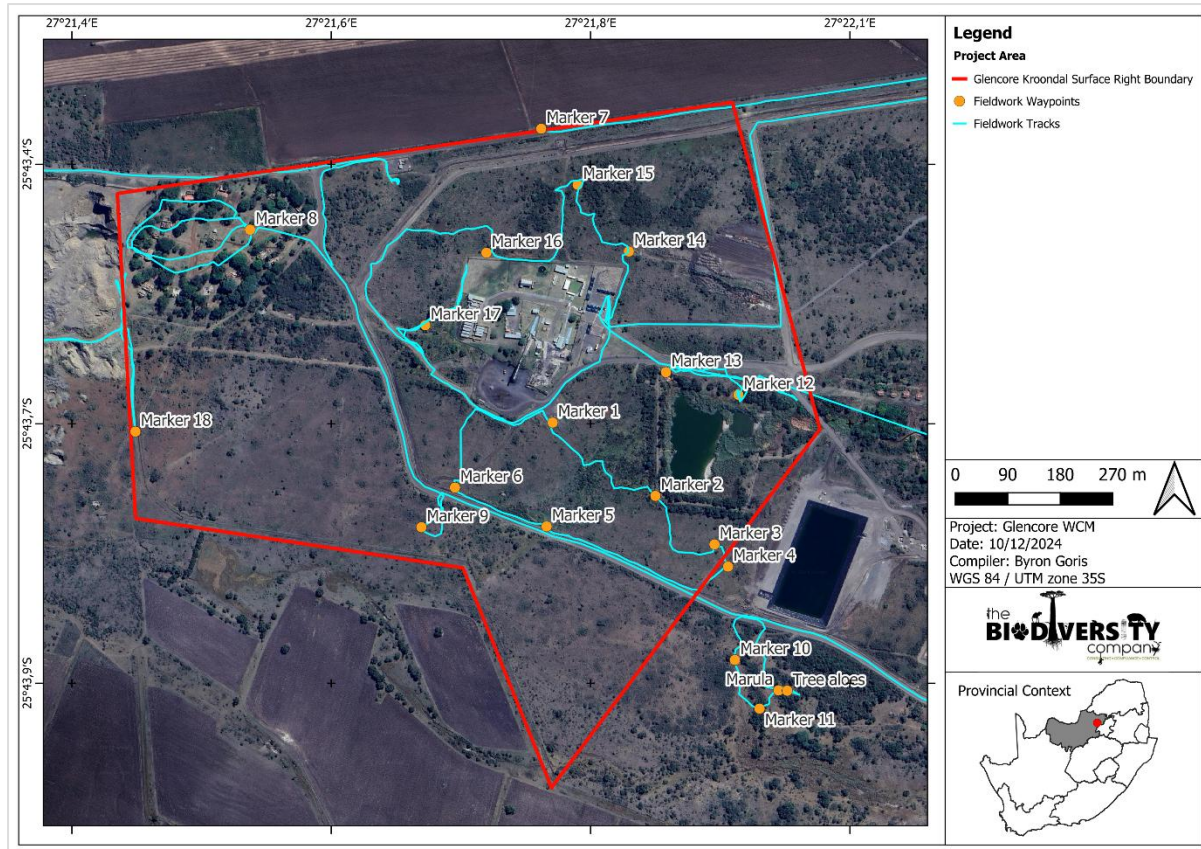 27°21,4'E
27°21,6'E
27°21,8'E
27°22,1'E
25°43,4'S
25°43,7'S
25°43,9'S
Marker 7
Marker 15
Marker 8
Marker 16
Marker 14
Marker 17
Marker 13
Marker 12
Marker 1
Marker 18
Marker 6
Marker 2
Marker 9
Marker 5
Marker 3
Marker 4
Marker 10
Marula
Tree aloes
Marker 11
Legend
Project Area
Glencore Kroondal Surface Right Boundary
Fieldwork Waypoints
Fieldwork Tracks
0 90 180 270 m
Project: Glencore WCM
Date: 10/12/2024
Compiler: Byron Goris
WGS 84 / UTM zone 35S
the
BIODIVERSITY
company
Provincial Context